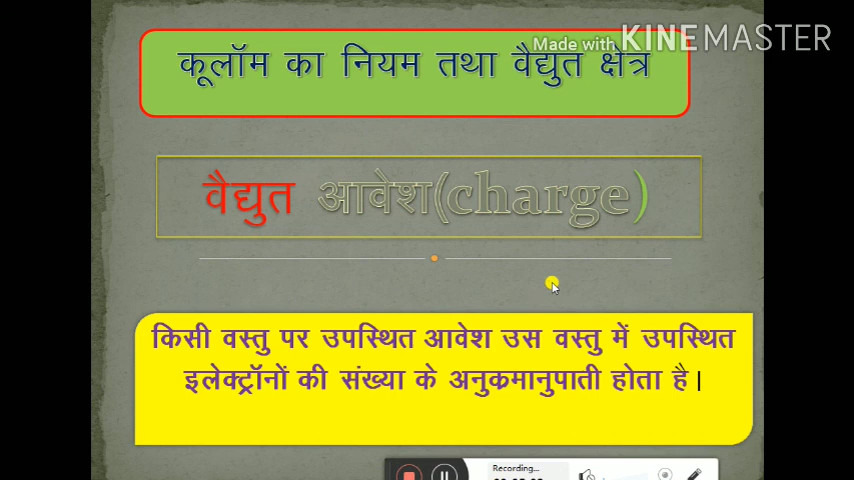 Made with KINEMASTER
कूलॉम का नियम तथा वैद्युत क्षेत्र
वैद्युत आवेश(charge)
किसी वस्तु पर उपस्थित आवेश उस वस्तु में उपस्थित
इलेक्ट्रॉनों की संख्या के अनुकमानुपाती होता है|
Recording...